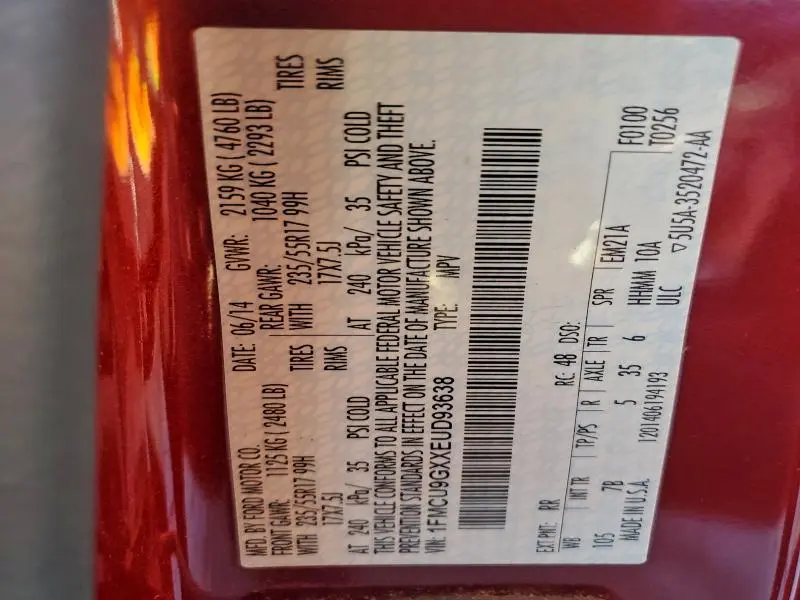 MFD. BY FORD MOTOR CO.
DATE: 06/14 GVWR: 2159 KG ( 4760 LB)
FRONT GAWR: 1125 KG ( 2480 LB) REAR GAWR: 1040 KG ( 2293 LB)
WITH 235/55R17 99H TIRES WITH 235/55R17 99H TIRES
17X7.5J RIMS 17X7.5J RIMS
AT 240 kPa/ 35 PSI COLD AT 240 kPa/ 35 PSI COLD
THIS VEHICLE CONFORMS TO ALL APPLICABLE FEDERAL MOTOR VEHICLE SAFETY AND THEFT
PREVENTION STANDARDS IN EFFECT ON THE DATE OF MANUFACTURE SHOWN ABOVE.
VIN: 1FMCU9GXXEUD93638 TYPE: MPV
EXT PNT: RR RC: 48 DSO: F0100
WB INT TR TP/PS R AXLE TR SPR EM21A T0256
105 7B 5 35 6 HHMM 10A
MADE IN U.S.A. 1201406194193 ULC ▽5U5A-3520472-AA